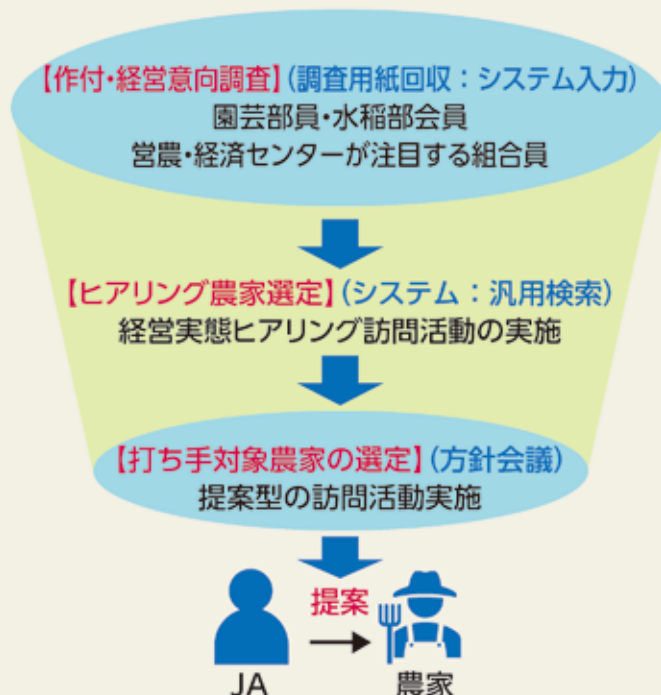 【作付・経営意向調査】(調査用紙回収：システム入力)
園芸部員・水稲部会員
営農・経済センターが注目する組合員
【ヒアリング農家選定】(システム：汎用検索)
経営実態ヒアリング訪問活動の実施
【打ち手対象農家の選定】(方針会議)
提案型の訪問活動実施
提案
JA 農家